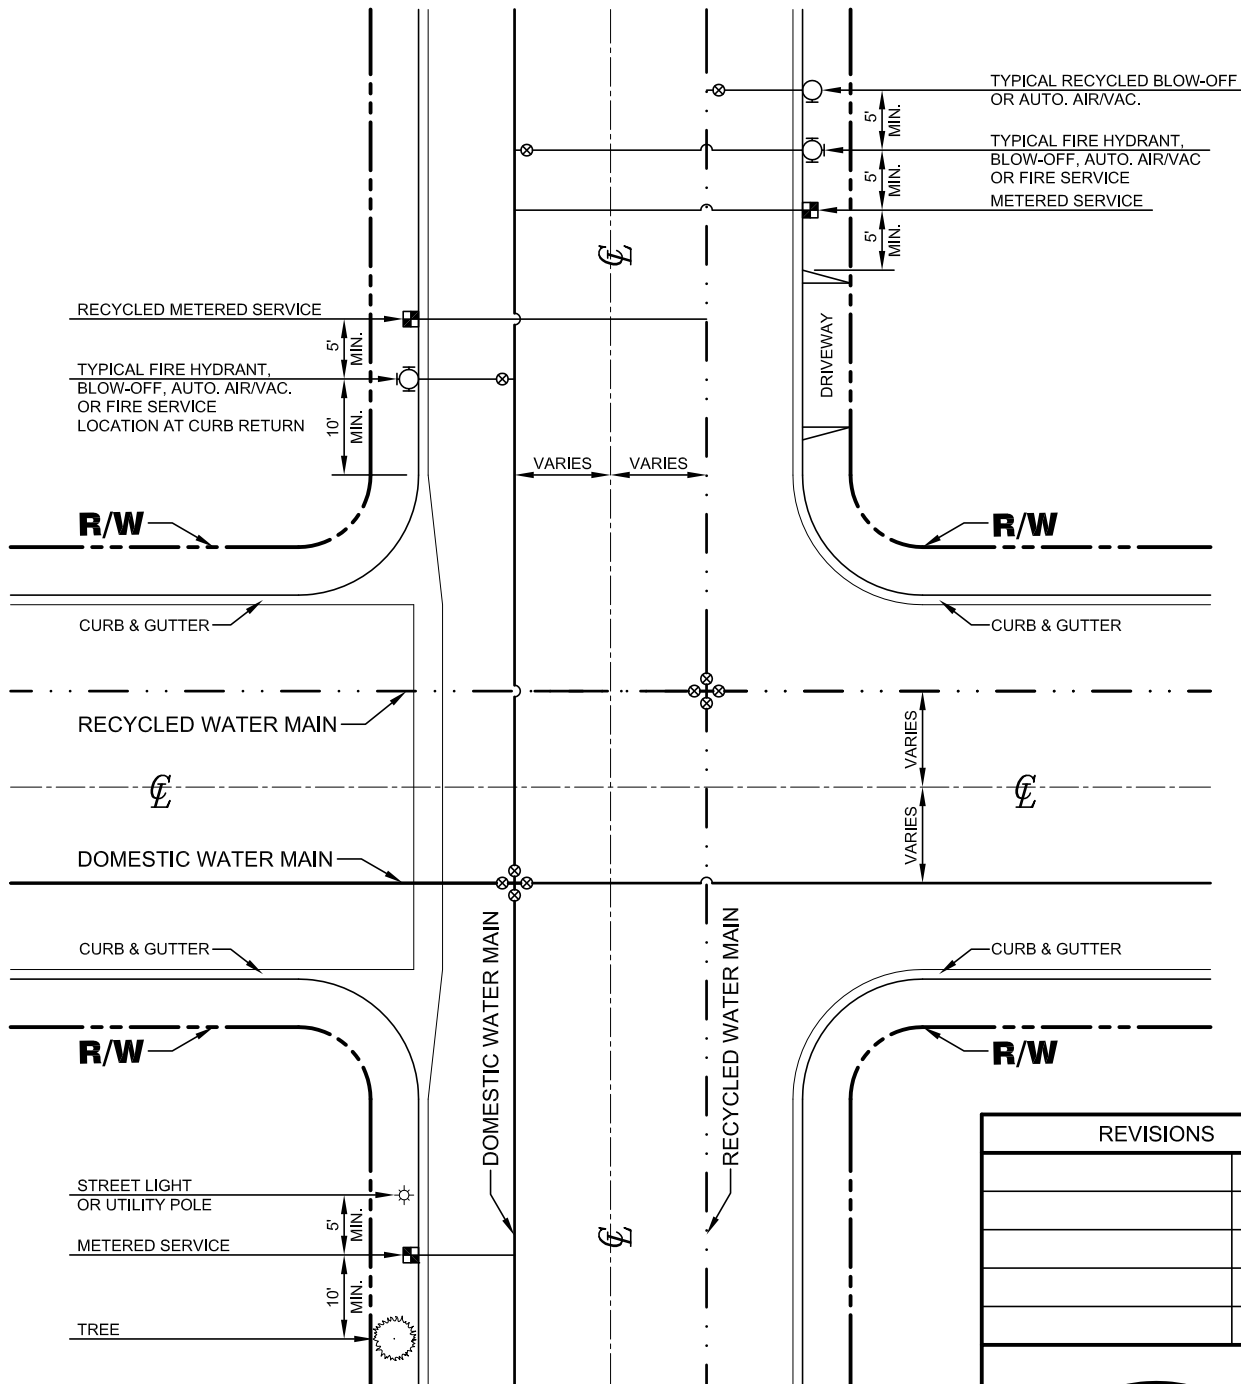 TYPICAL RECYCLED BLOW-OFF
OR AUTO. AIR/VAC.
5'
MIN.
TYPICAL FIRE HYDRANT,
BLOW-OFF, AUTO. AIR/VAC
OR FIRE SERVICE
5'
MIN.
METERED SERVICE
5'
MIN.
℄
RECYCLED METERED SERVICE
5'
MIN.
TYPICAL FIRE HYDRANT,
BLOW-OFF, AUTO. AIR/VAC.
OR FIRE SERVICE
LOCATION AT CURB RETURN
10'
MIN.
DRIVEWAY
VARIES
VARIES
R/W
R/W
CURB & GUTTER
CURB & GUTTER
RECYCLED WATER MAIN
VARIES
℄
℄
VARIES
DOMESTIC WATER MAIN
CURB & GUTTER
CURB & GUTTER
DOMESTIC WATER MAIN
RECYCLED WATER MAIN
R/W
R/W
REVISIONS
STREET LIGHT
OR UTILITY POLE
5'
MIN.
METERED SERVICE
℄
10'
MIN.
TREE